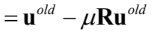 = u^old − μRu^old